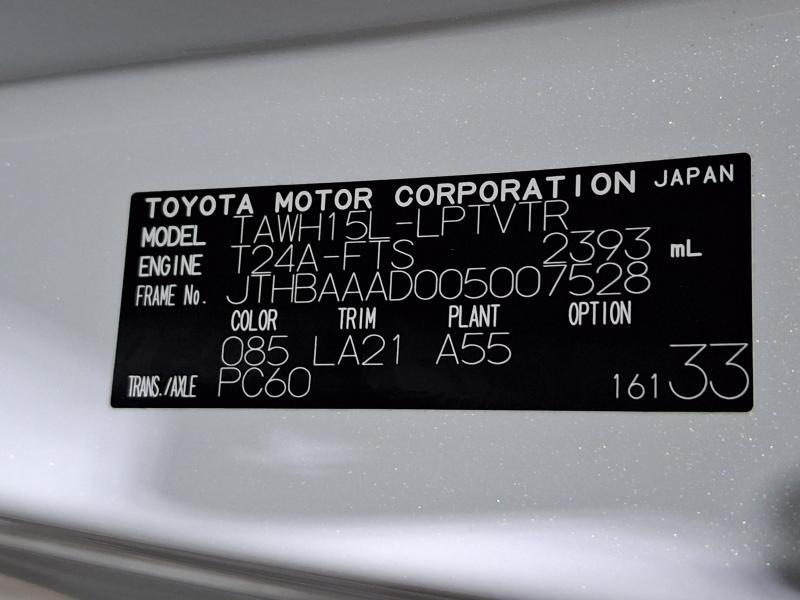 TOYOTA MOTOR CORPORATION JAPAN
MODEL TAWH15L-LPTVTR
ENGINE T24A-FTS 2393 mL
FRAME No. JTHBAAAD005007528
COLOR TRIM PLANT OPTION
085 LA21 A55
TRANS./AXLE PC60 161 33